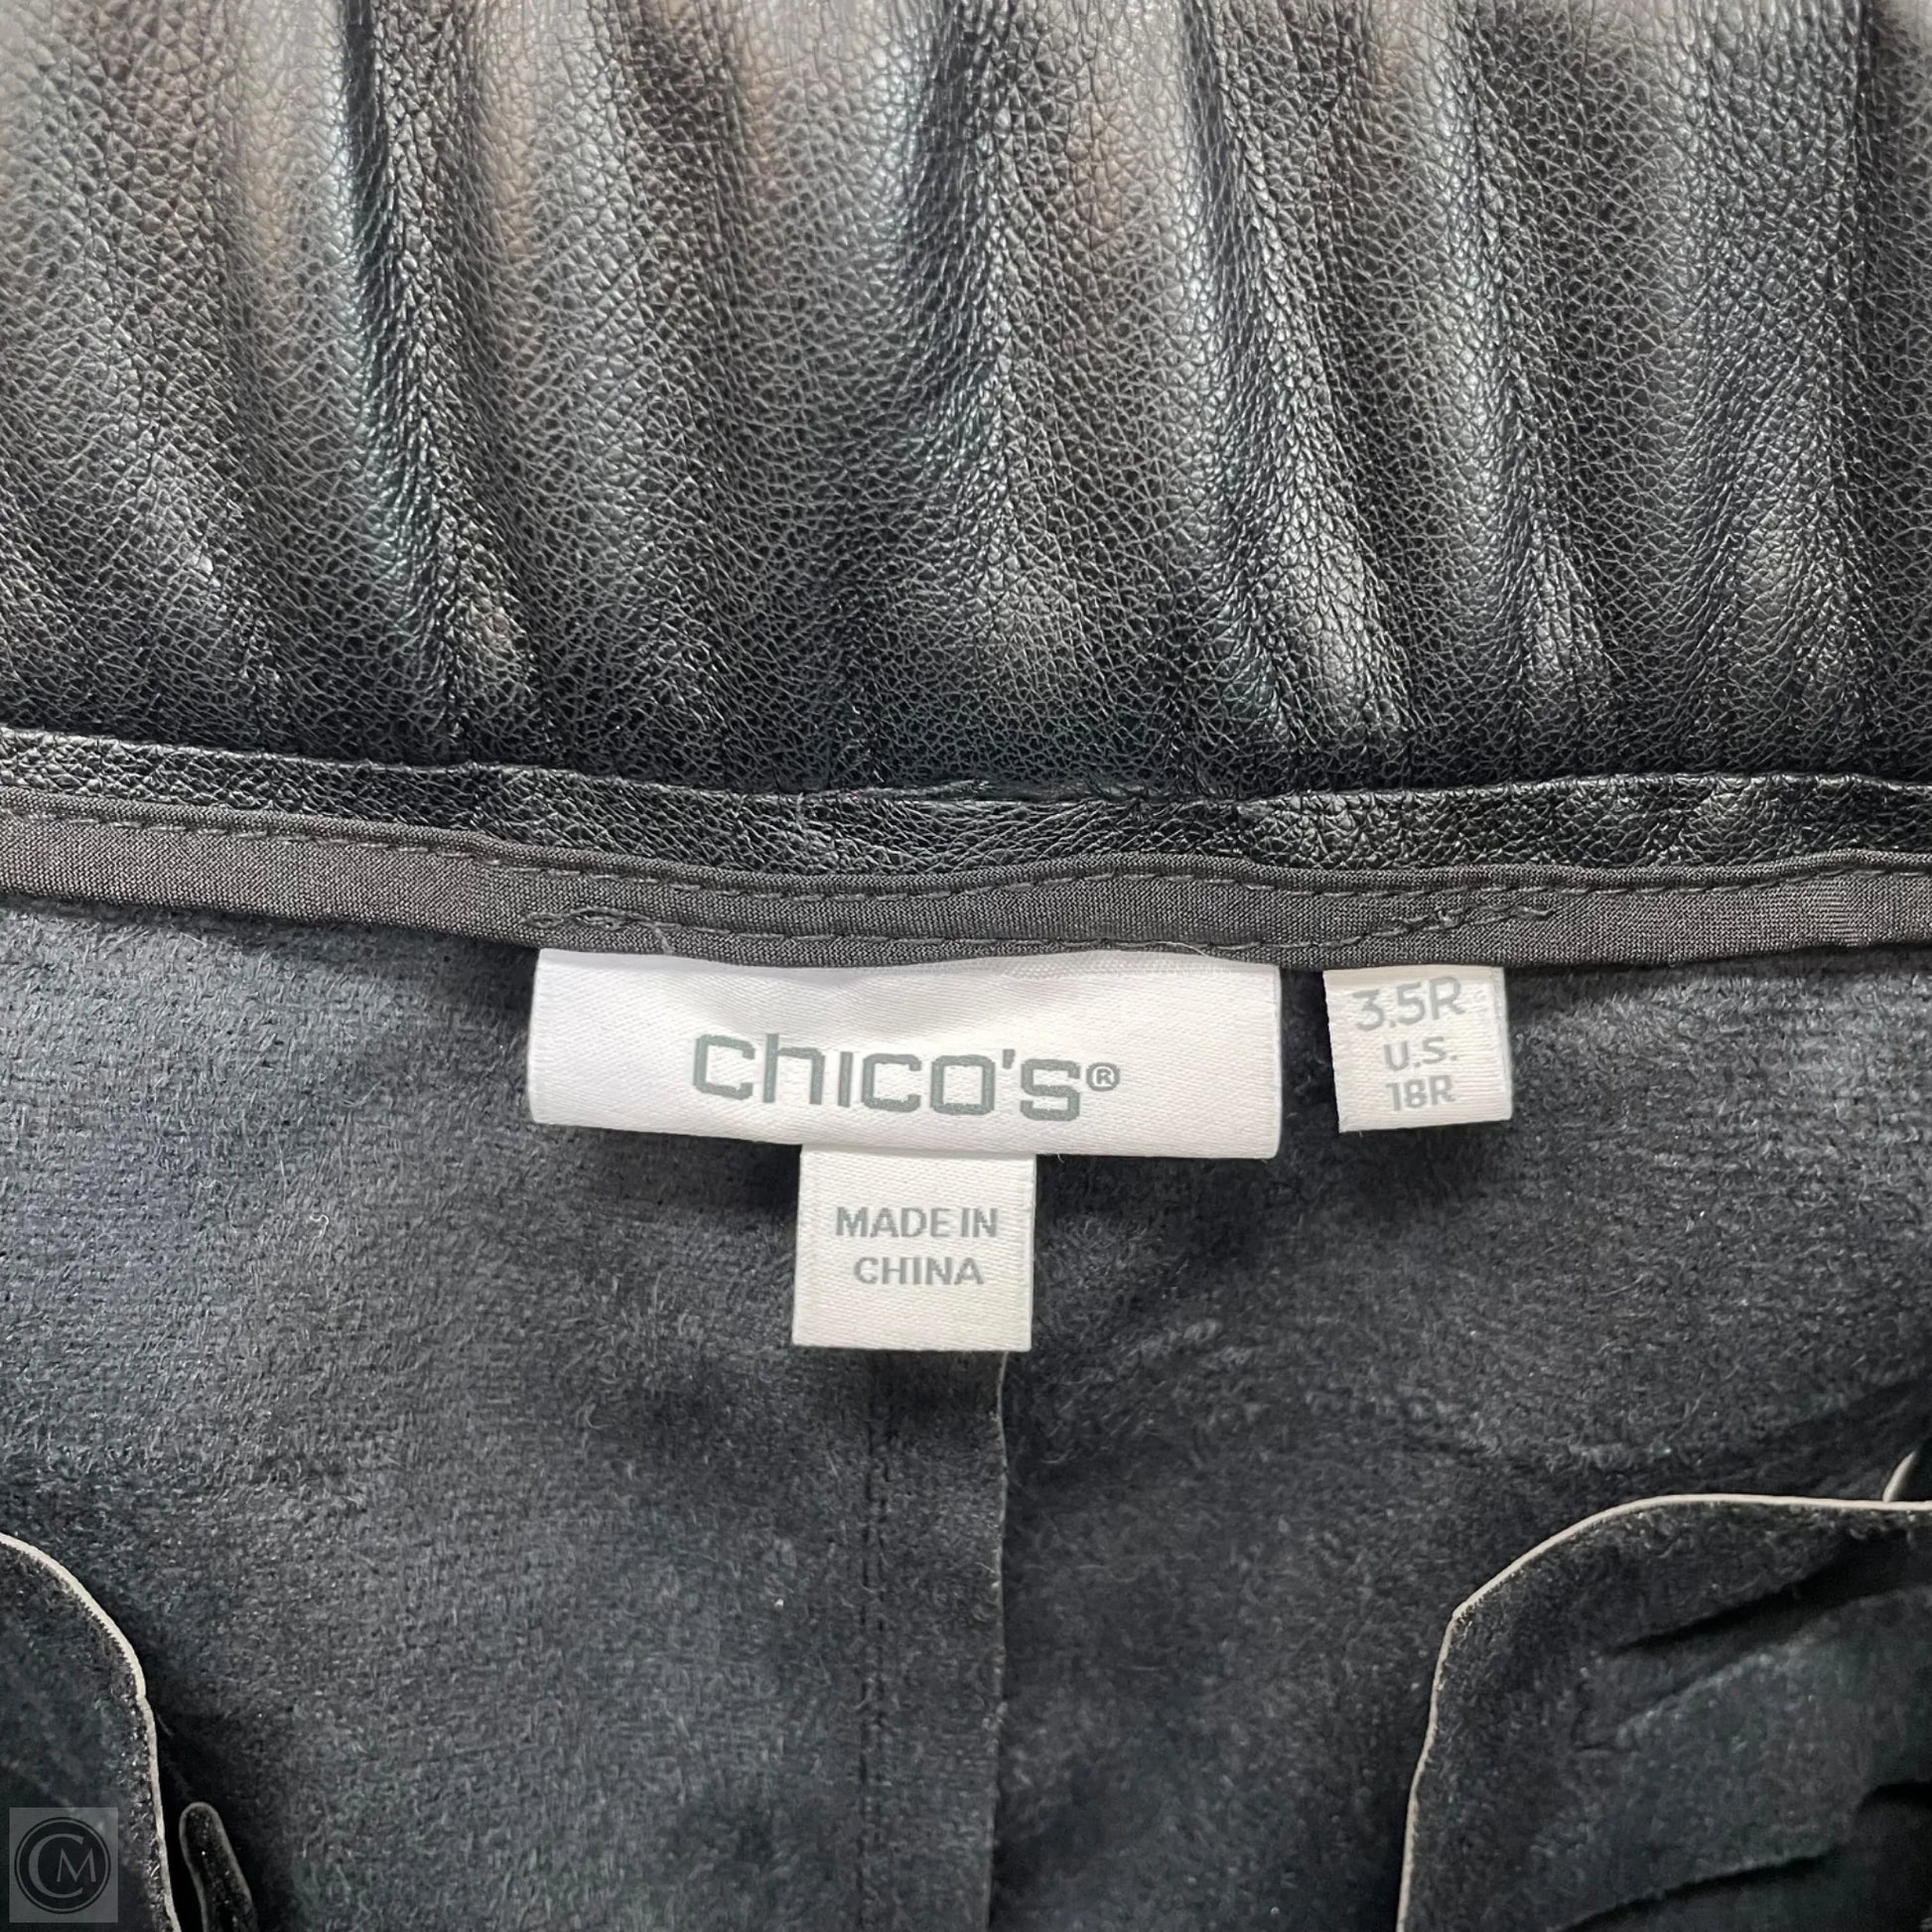 chico's®
3.5R
U.S.
18R
MADE IN
CHINA
CM